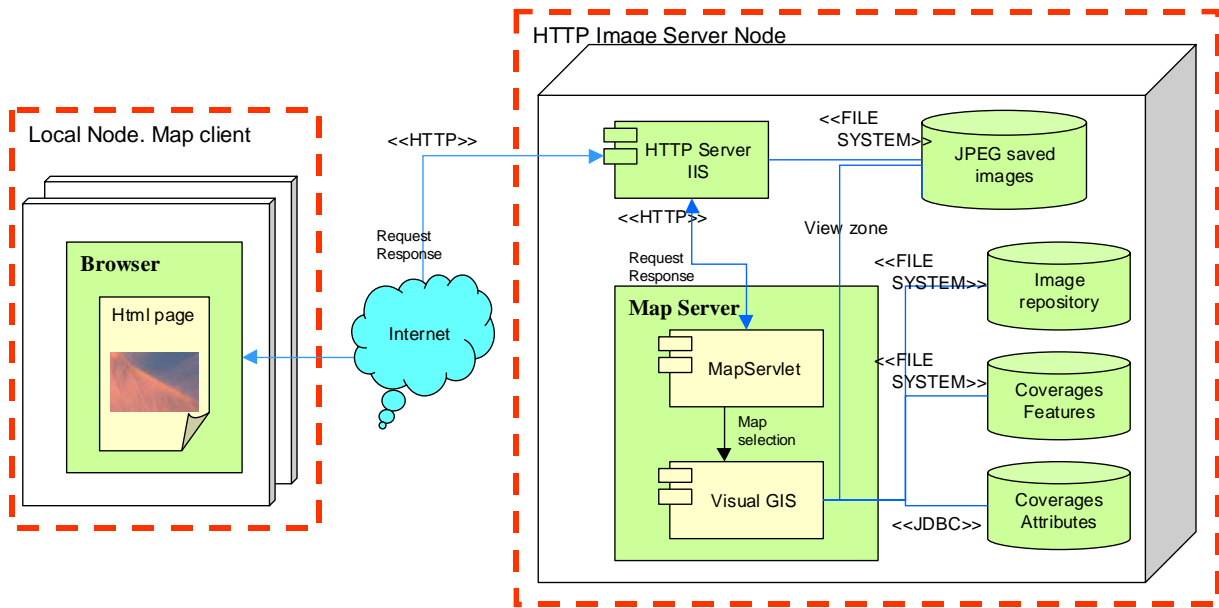 HTTP Image Server Node
Local Node. Map client
Browser
Html page
Internet
<<HTTP>>
Request
Response
HTTP Server
IIS
<<FILE
SYSTEM>>
JPEG saved
images
<<HTTP>>
Request
Response
View zone
Map Server
MapServlet
Map
selection
Visual GIS
<<FILE
SYSTEM>>
Image
repository
<<FILE
SYSTEM>>
Coverages
Features
<<JDBC>>
Coverages
Attributes